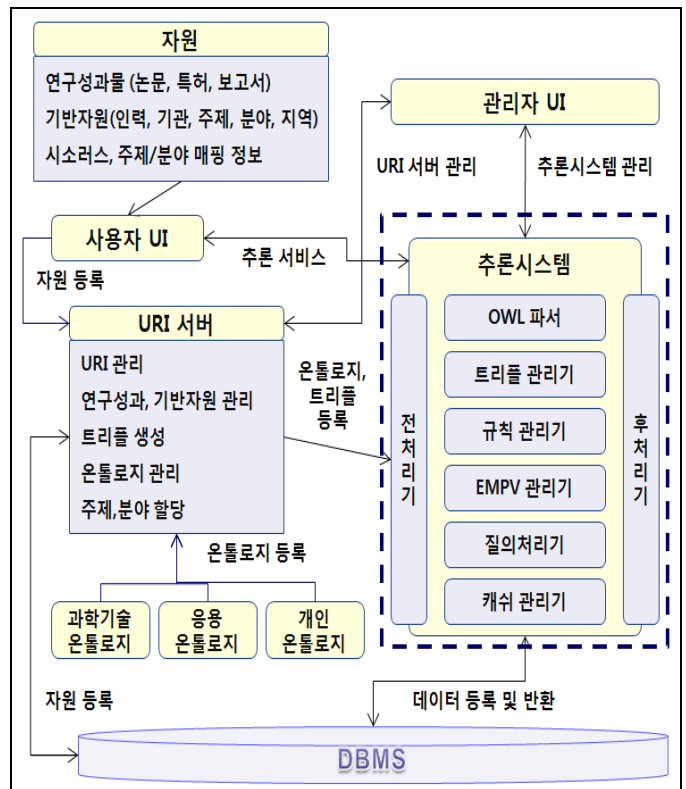 자원
연구성과물 (논문, 특허, 보고서)
기반자원(인력, 기관, 주제, 분야, 지역)
시소러스, 주제/분야 매핑 정보
관리자 UI
URI 서버 관리
추론시스템 관리
사용자 UI
추론 서비스
자원 등록
추론시스템
URI 서버
URI 관리
연구성과, 기반자원 관리
트리플 생성
온톨로지 관리
주제,분야 할당
온톨로지,
트리플
등록
전
처
리
기
OWL 파서
트리플 관리기
규칙 관리기
EMPV 관리기
질의처리기
캐쉬 관리기
후
처
리
기
온톨로지 등록
과학기술
온톨로지
응용
온톨로지
개인
온톨로지
자원 등록
데이터 등록 및 반환
DBMS